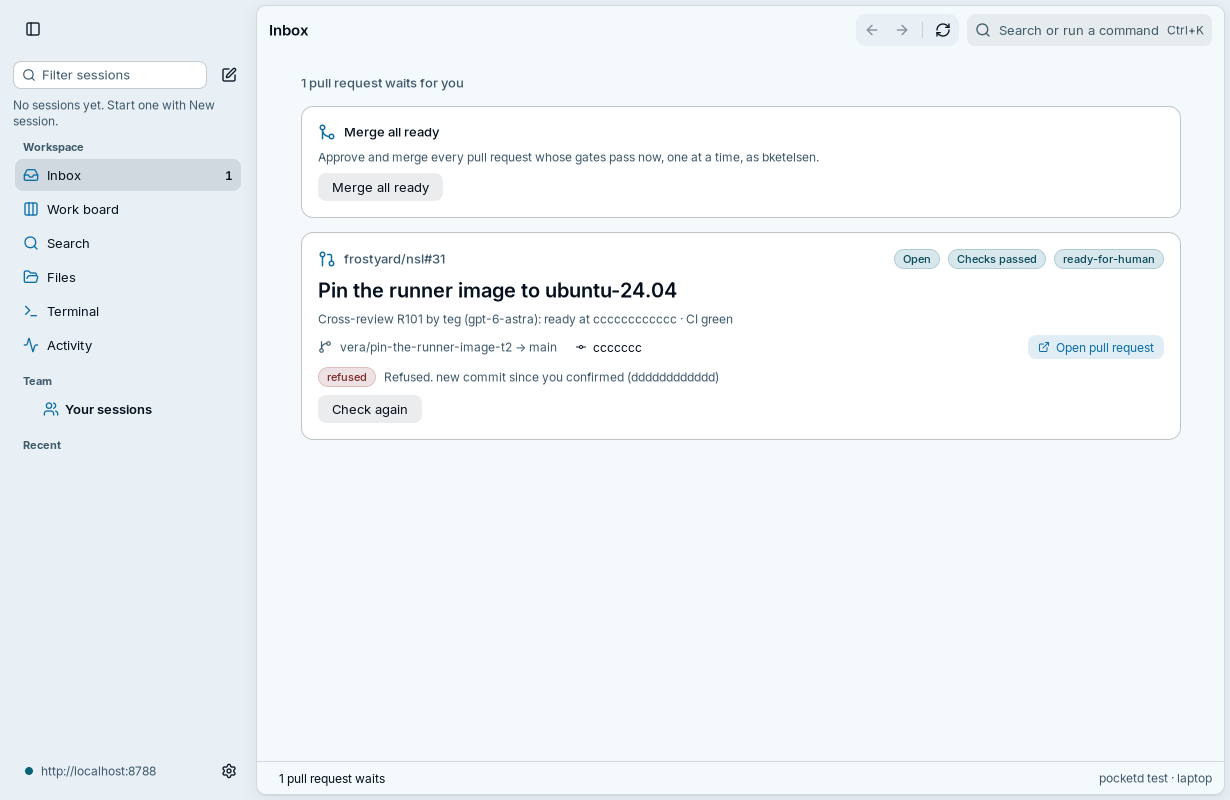 Inbox
Search or run a command Ctrl+K
Filter sessions
No sessions yet. Start one with New
session.
Workspace
Inbox 1
Work board
Search
Files
Terminal
Activity
Team
Your sessions
Recent
http://localhost:8788
1 pull request waits for you
Merge all ready
Approve and merge every pull request whose gates pass now, one at a time, as bketelsen.
Merge all ready
frostyard/nsl#31 Open Checks passed ready-for-human
Pin the runner image to ubuntu-24.04
Cross-review R101 by teg (gpt-6-astra): ready at cccccccccccc · CI green
vera/pin-the-runner-image-t2 → main ccccccc Open pull request
refused Refused. new commit since you confirmed (dddddddddddd)
Check again
1 pull request waits pocketd test · laptop